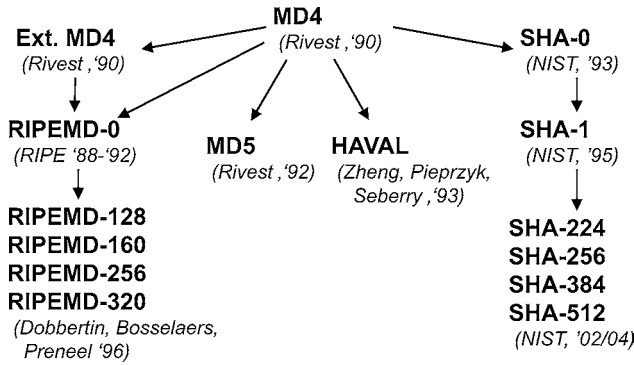 MD4
(Rivest ,‘90)
Ext. MD4
(Rivest ,‘90)
SHA-0
(NIST, ’93)
RIPEMD-0
(RIPE ‘88-‘92)
MD5
(Rivest ,‘92)
HAVAL
(Zheng, Pieprzyk,
Seberry ,‘93)
SHA-1
(NIST, ’95)
RIPEMD-128
RIPEMD-160
RIPEMD-256
RIPEMD-320
(Dobbertin, Bosselaers,
Preneel ‘96)
SHA-224
SHA-256
SHA-384
SHA-512
(NIST, ’02/04)